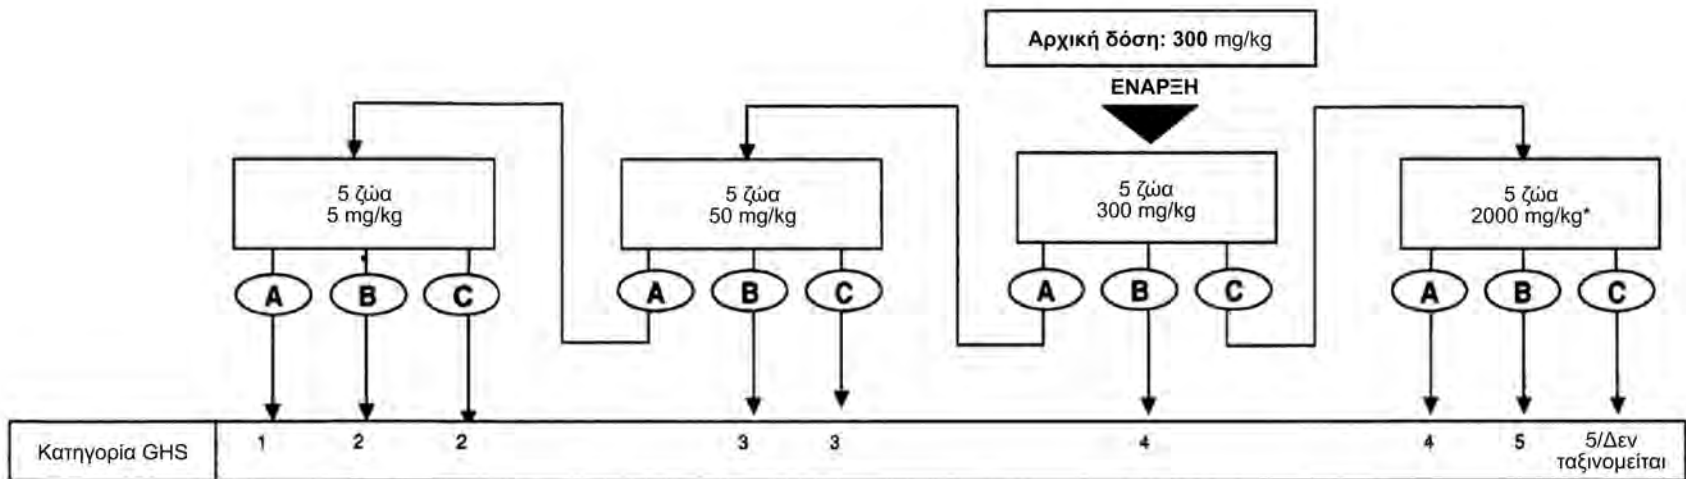 Αρχική δόση: 300 mg/kg
ΕΝΑΡΞΗ
5 ζώα
5 mg/kg
5 ζώα
50 mg/kg
5 ζώα
300 mg/kg
5 ζώα
2000 mg/kg*
A B C A B C A B C A B C
Κατηγορία GHS 1 2 2 3 3 4 4 5 5/Δεν
ταξινομείται